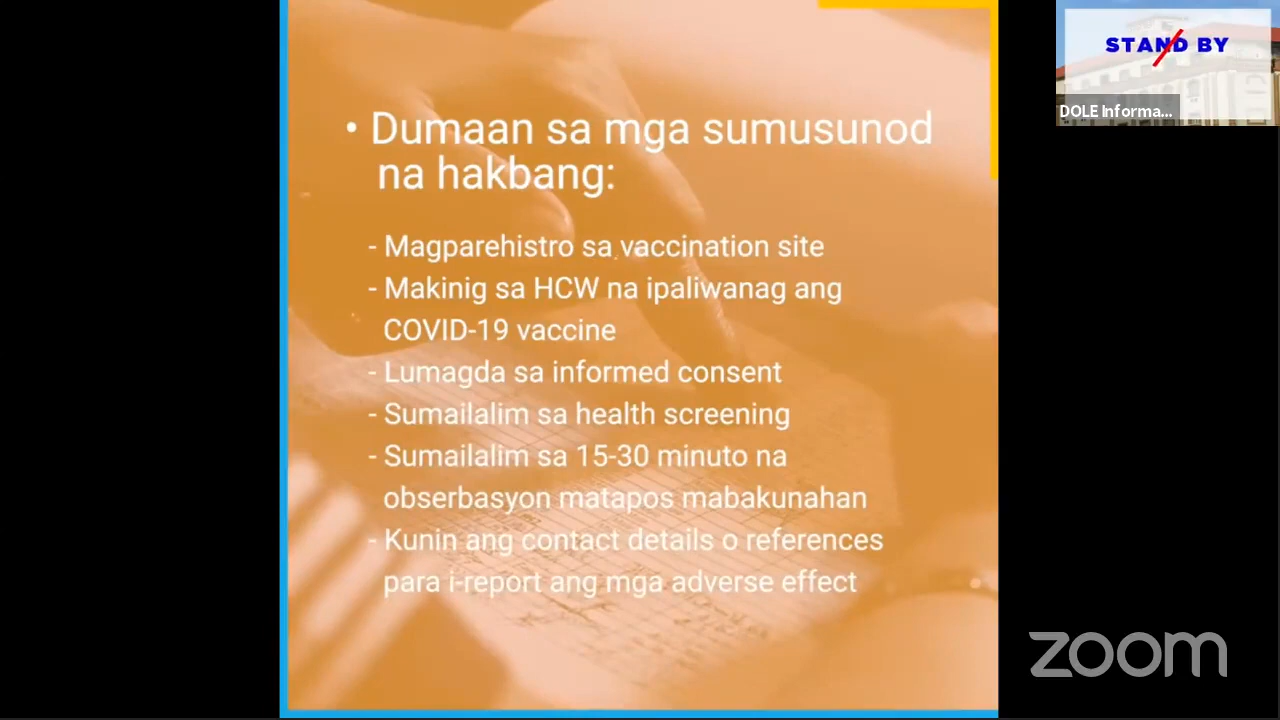 • Dumaan sa mga sumusunod
na hakbang:
- Magparehistro sa vaccination site
- Makinig sa HCW na ipaliwanag ang
COVID-19 vaccine
- Lumagda sa informed consent
- Sumailalim sa health screening
- Sumailalim sa 15-30 minuto na
obserbasyon matapos mabakunahan
- Kunin ang contact details o references
para i-report ang mga adverse effect
STAND BY
DOLE Informa...
zoom